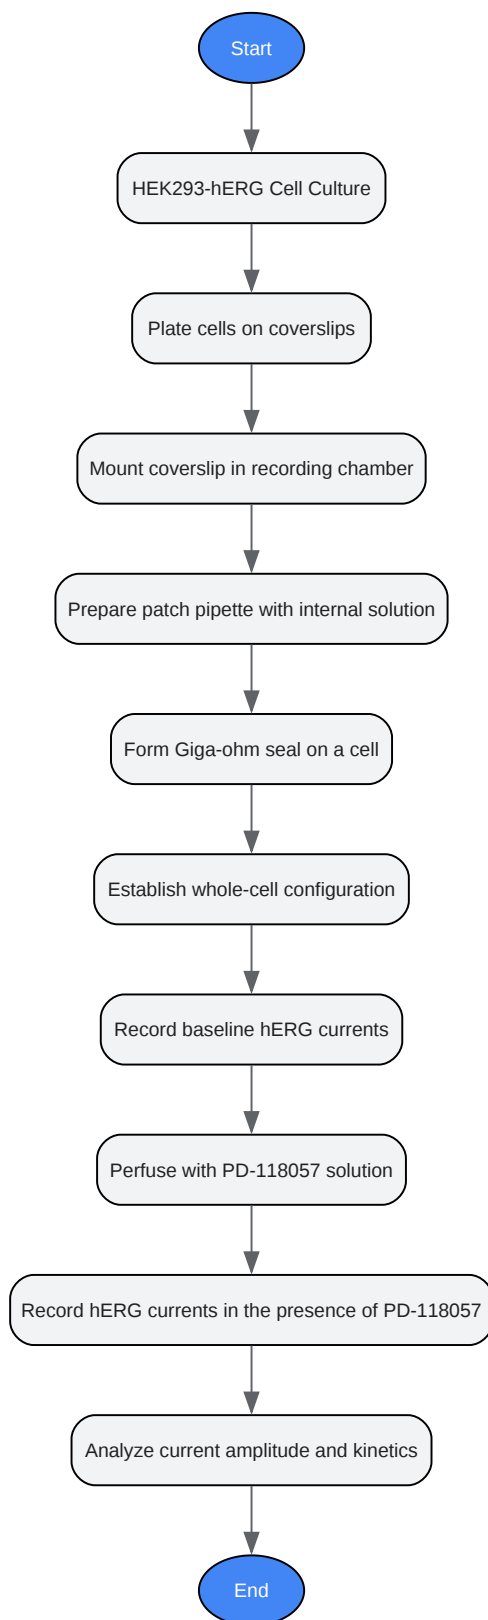 Start
HEK293-hERG Cell Culture
Plate cells on coverslips
Mount coverslip in recording chamber
Prepare patch pipette with internal solution
Form Giga-ohm seal on a cell
Establish whole-cell configuration
Record baseline hERG currents
Perfuse with PD-118057 solution
Record hERG currents in the presence of PD-118057
Analyze current amplitude and kinetics
End